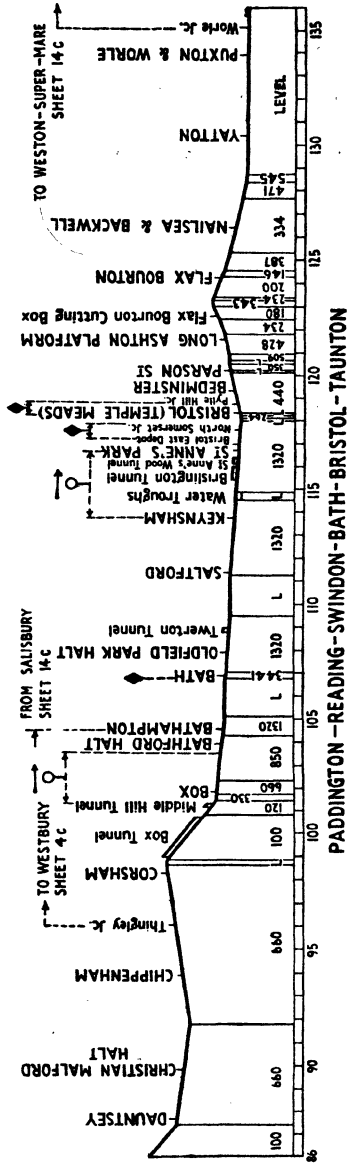 TO WESTBURY
SHEET 4C
FROM SALISBURY
SHEET 14C
TO WESTON-SUPER-MARE
SHEET 14C
DAUNTSEY
CHRISTIAN MALFORD
HALT
CHIPPENHAM
Thingley Jc.
CORSHAM
Box Tunnel
Middle Hill Tunnel
BOX
BATHFORD HALT
BATHAMPTON
BATH
OLDFIELD PARK HALT
Twerton Tunnel
SALTFORD
KEYNSHAM
Water Troughs
Brislington Tunnel
St Anne's Wood Tunnel
ST ANNE'S PARK
Bristol East Depot
North Somerset Jc.
BRISTOL (TEMPLE MEADS)
Pylle Hill Jc.
BEDMINSTER
PARSON ST
LONG ASHTON PLATFORM
Flax Bourton Cutting Box
FLAX BOURTON
NAILSEA & BACKWELL
YATTON
PUXTON & WORLE
Worle Jc.
100
660
660
L
100
120
330
660
850
1320
L
344
1320
L
1320
L
1320
L
440
L
L
509
428
234
180
343
234
200
146
387
334
471
545
LEVEL
86
90
95
100
105
110
115
120
125
130
135
PADDINGTON-READING-SWINDON-BATH-BRISTOL-TAUNTON